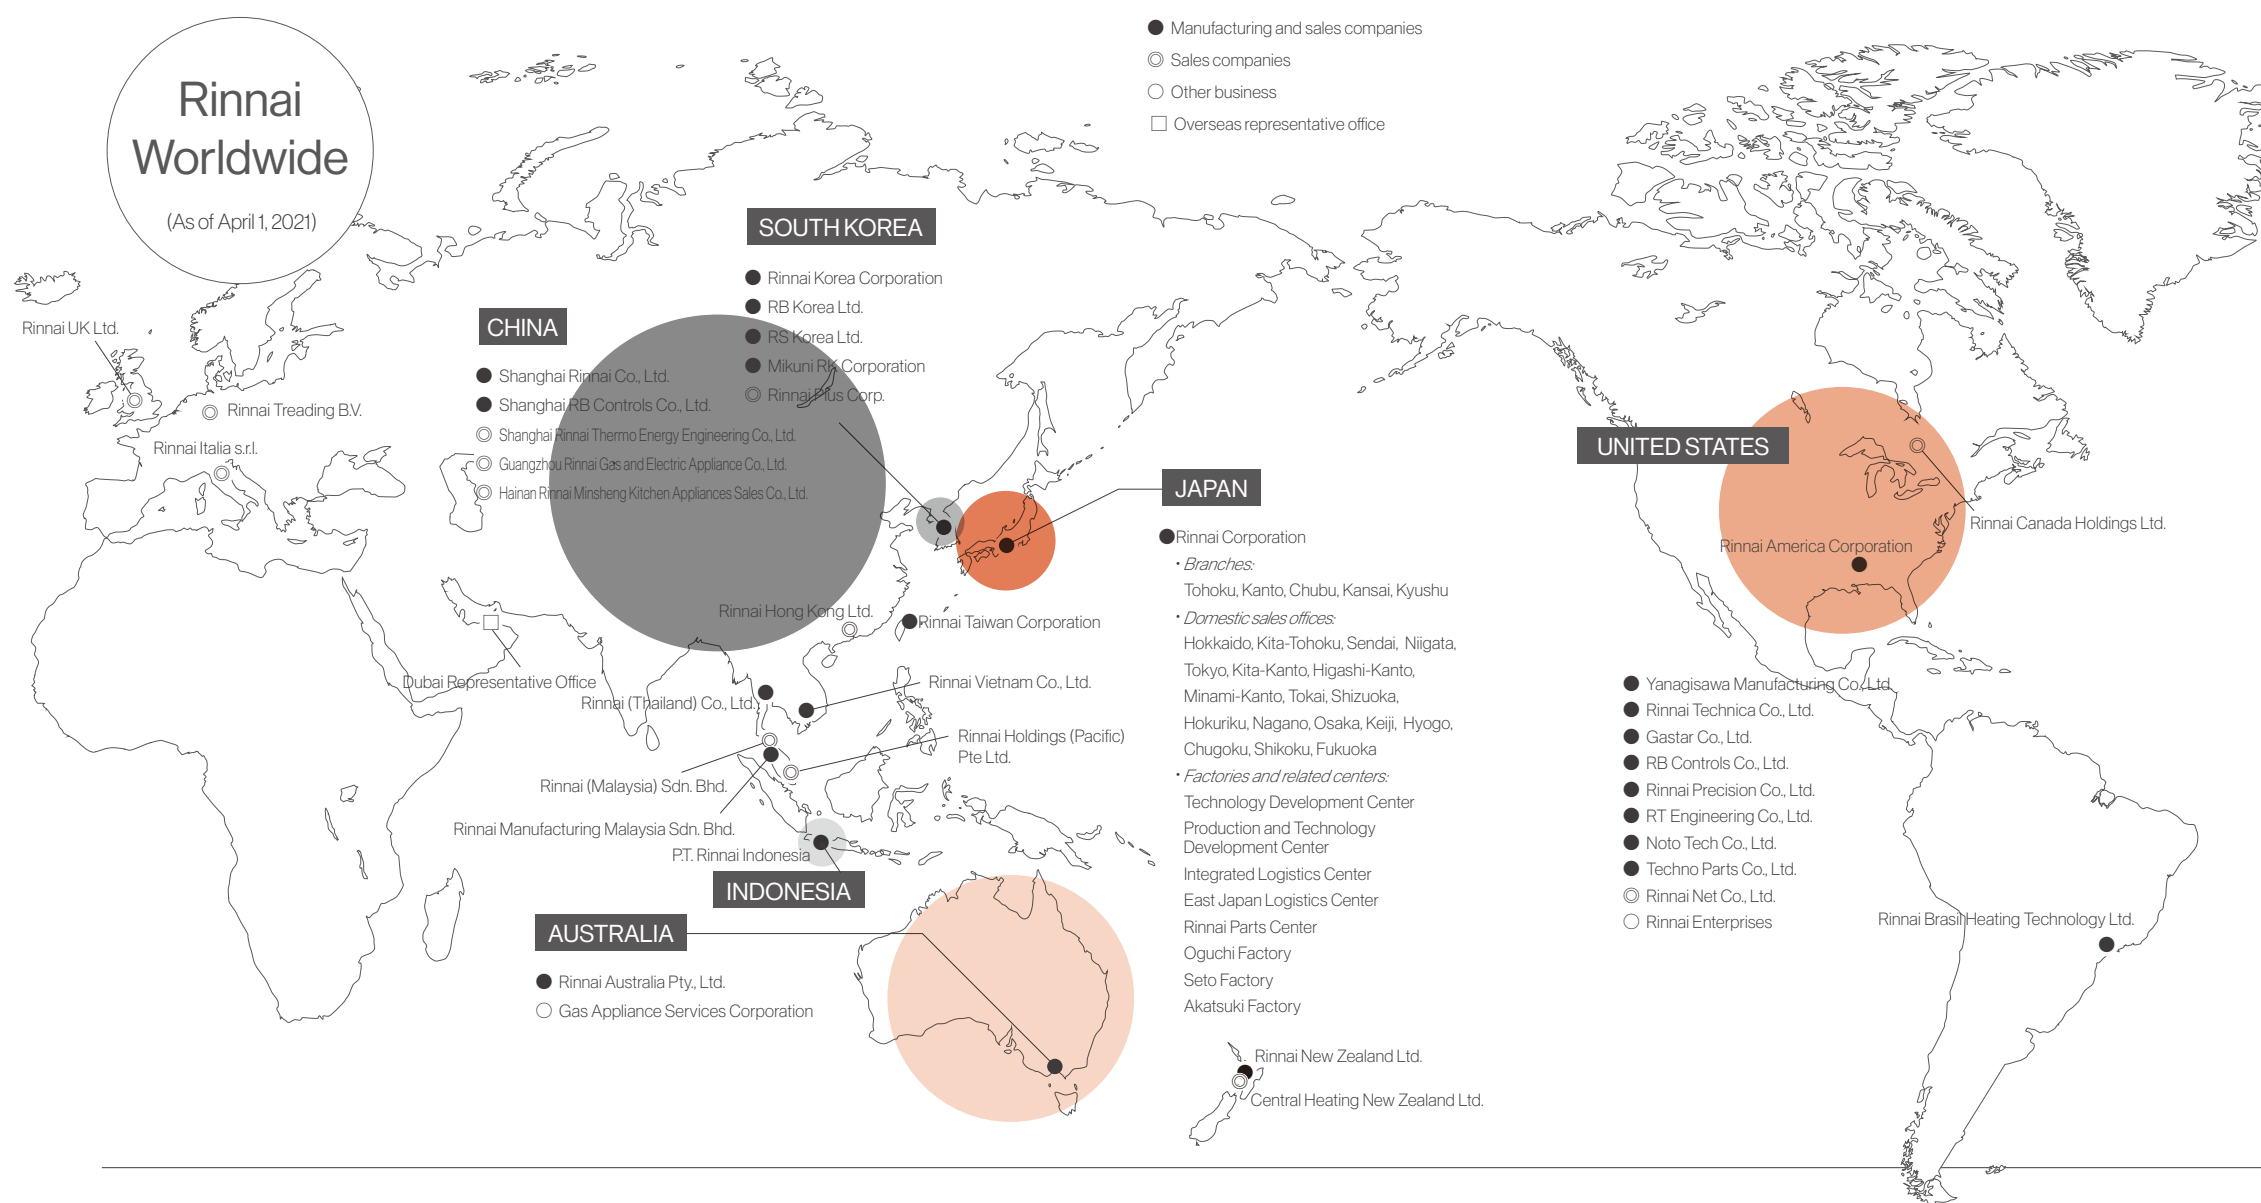 Rinnai
Worldwide
(As of April 1, 2021)
Manufacturing and sales companies
Sales companies
Other business
Overseas representative office
SOUTH KOREA
Rinnai Korea Corporation
RB Korea Ltd.
RS Korea Ltd.
Mikuni RK Corporation
Rinnai Plus Corp.
CHINA
Shanghai Rinnai Co., Ltd.
Shanghai RB Controls Co., Ltd.
Shanghai Rinnai Thermo Energy Engineering Co., Ltd.
Guangzhou Rinnai Gas and Electric Appliance Co., Ltd.
Hainan Rinnai Minsheng Kitchen Appliances Sales Co., Ltd.
Rinnai UK Ltd.
Rinnai Treading B.V.
Rinnai Italia s.r.l.
Dubai Representative Office
Rinnai Hong Kong Ltd.
Rinnai Taiwan Corporation
Rinnai (Thailand) Co., Ltd.
Rinnai Vietnam Co., Ltd.
Rinnai Holdings (Pacific)
Pte Ltd.
Rinnai (Malaysia) Sdn. Bhd.
Rinnai Manufacturing Malaysia Sdn. Bhd.
P.T. Rinnai Indonesia
INDONESIA
AUSTRALIA
Rinnai Australia Pty., Ltd.
Gas Appliance Services Corporation
JAPAN
Rinnai Corporation
・Branches:
Tohoku, Kanto, Chubu, Kansai, Kyushu
・Domestic sales offices:
Hokkaido, Kita-Tohoku, Sendai, Niigata,
Tokyo, Kita-Kanto, Higashi-Kanto,
Minami-Kanto, Tokai, Shizuoka,
Hokuriku, Nagano, Osaka, Keiji, Hyogo,
Chugoku, Shikoku, Fukuoka
・Factories and related centers:
Technology Development Center
Production and Technology
Development Center
Integrated Logistics Center
East Japan Logistics Center
Rinnai Parts Center
Oguchi Factory
Seto Factory
Akatsuki Factory
Rinnai New Zealand Ltd.
Central Heating New Zealand Ltd.
UNITED STATES
Rinnai Canada Holdings Ltd.
Rinnai America Corporation
Yanagisawa Manufacturing Co., Ltd.
Rinnai Technica Co., Ltd.
Gastar Co., Ltd.
RB Controls Co., Ltd.
Rinnai Precision Co., Ltd.
RT Engineering Co., Ltd.
Noto Tech Co., Ltd.
Techno Parts Co., Ltd.
Rinnai Net Co., Ltd.
Rinnai Enterprises
Rinnai Brasil Heating Technology Ltd.